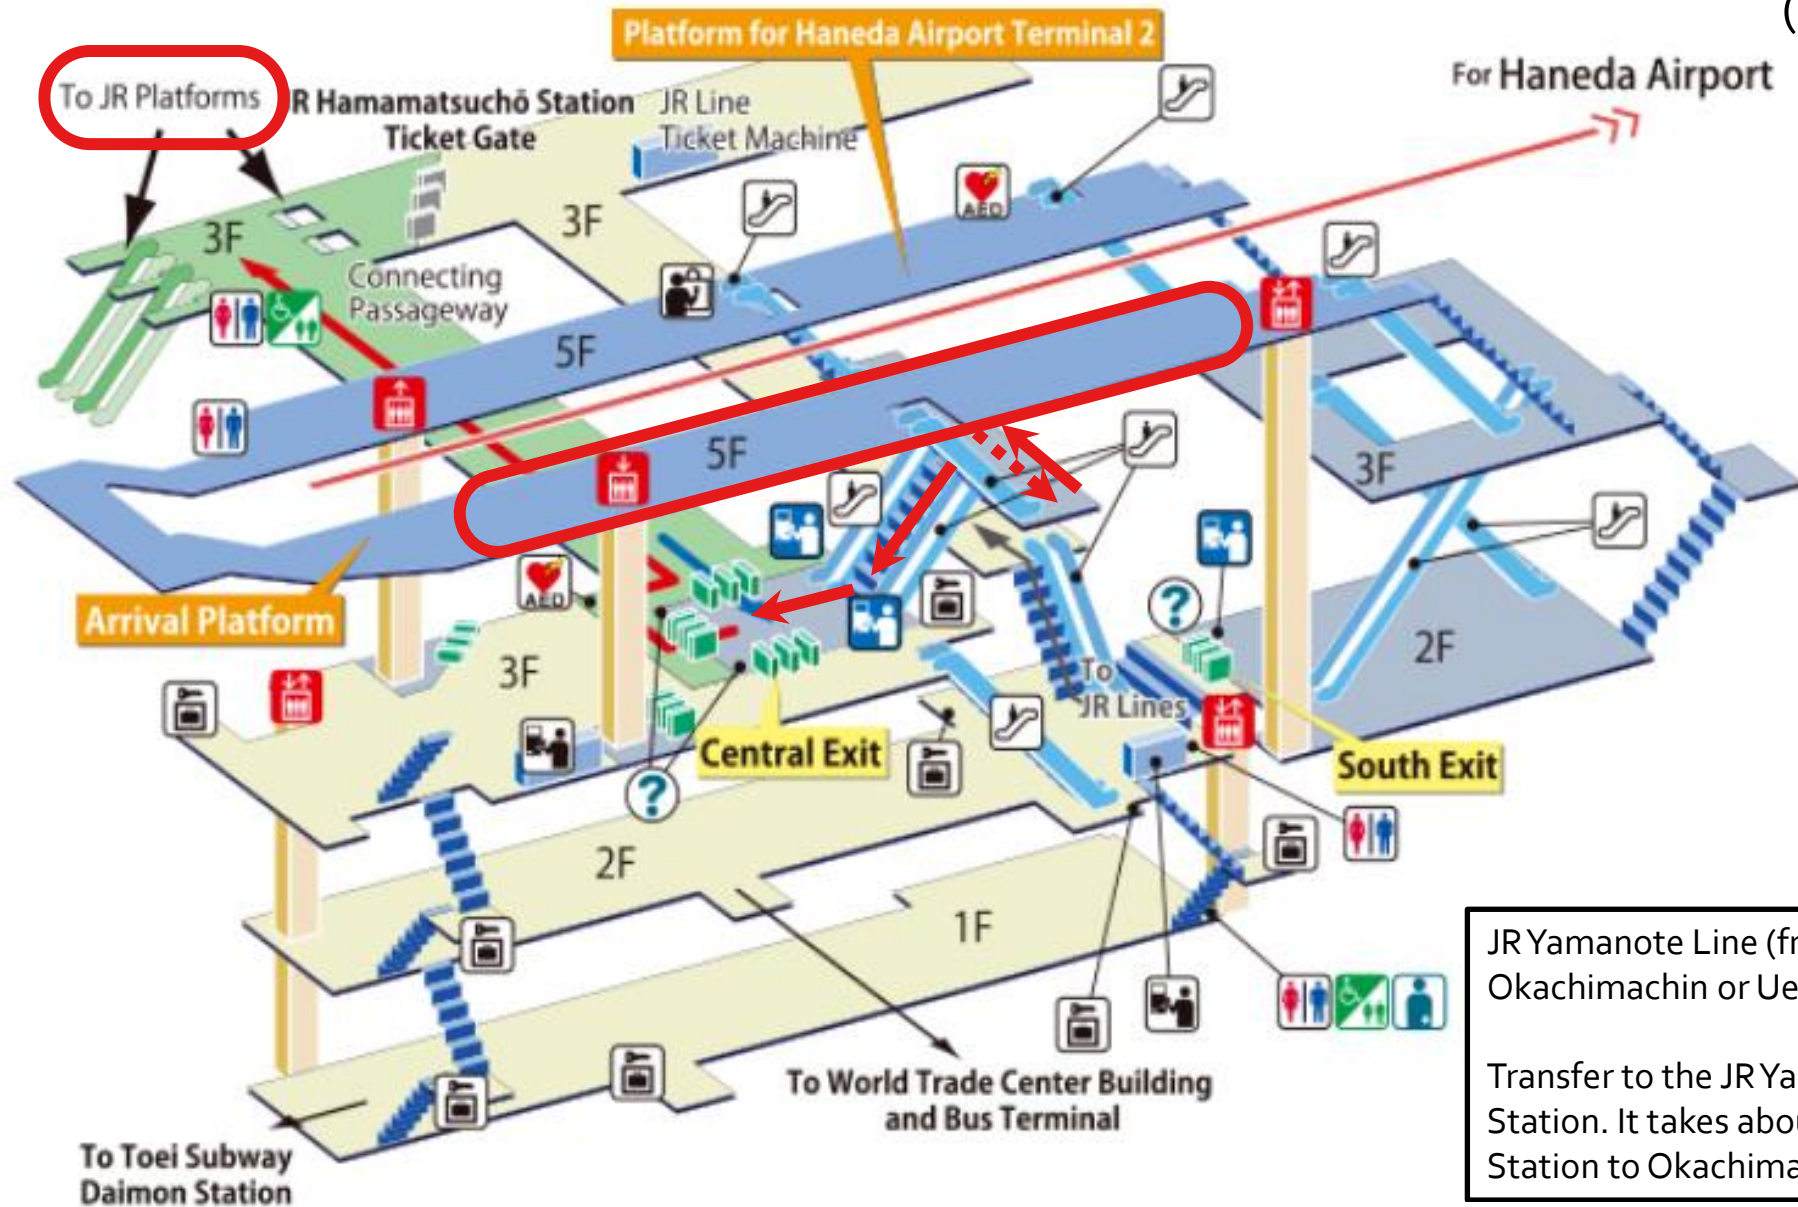 (
Platform for Haneda Airport Terminal 2
For Haneda Airport
To JR Platforms
R Hamamatsuchō Station
Ticket Gate
JR Line
Ticket Machine
AED
3F
3F
Connecting
Passageway
5F
5F
3F
AED
Arrival Platform
?
3F
2F
To
JR Lines
Central Exit
South Exit
?
2F
1F
To World Trade Center Building
and Bus Terminal
To Toei Subway
Daimon Station
JR Yamanote Line (fr
Okachimachin or Ue
Transfer to the JR Ya
Station. It takes abou
Station to Okachima